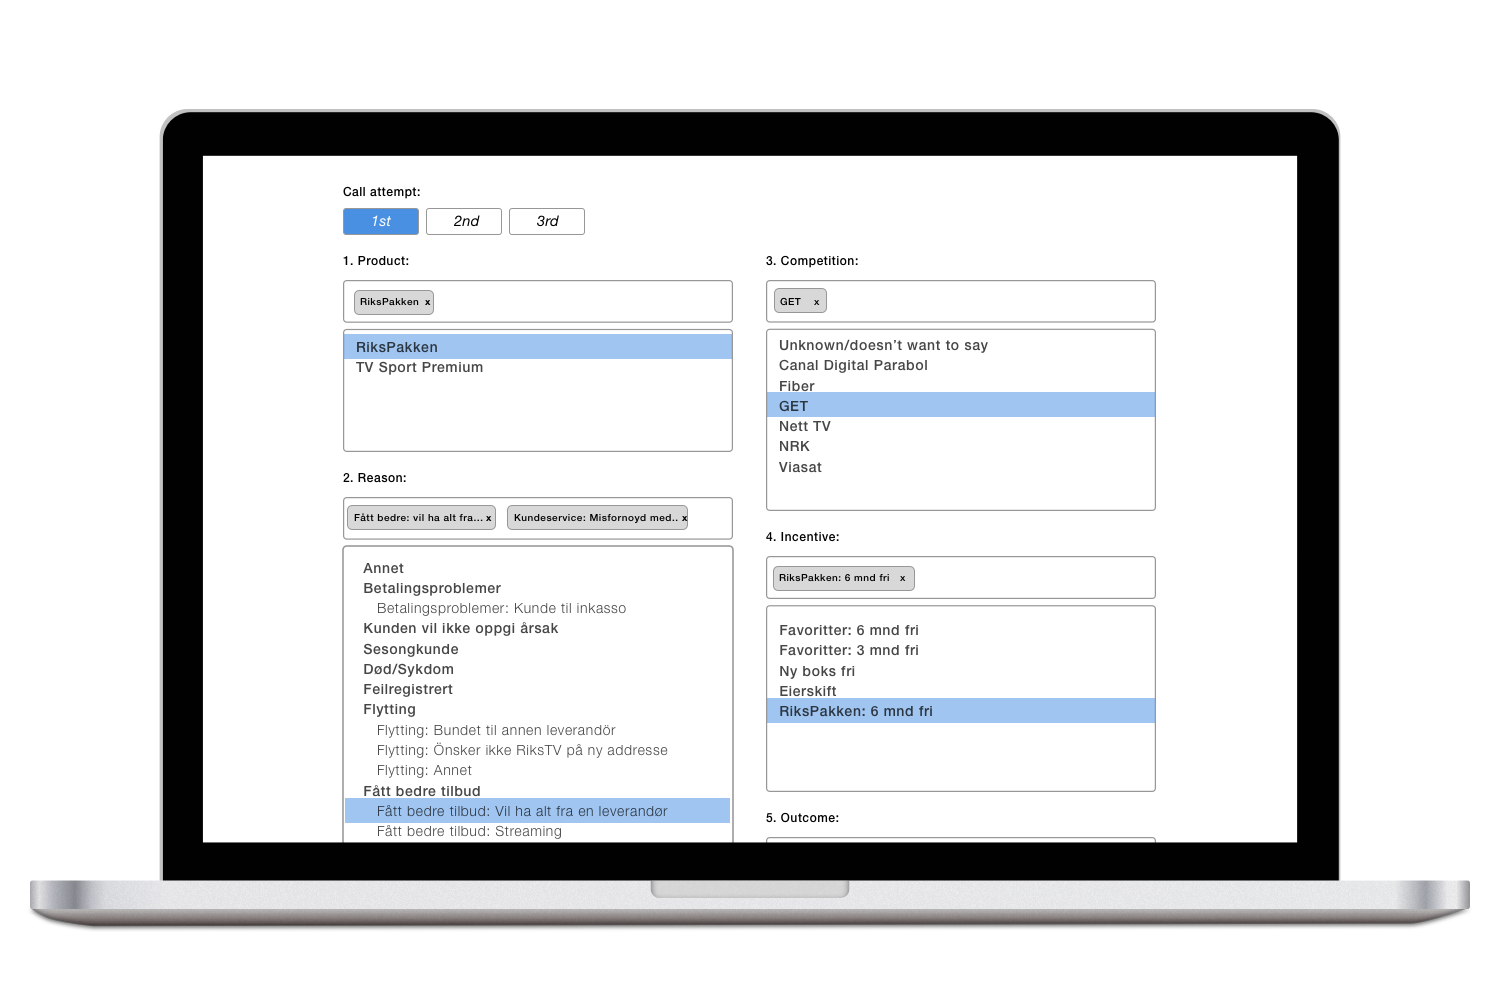 Call attempt:
1st
2nd
3rd
1. Product:
RiksPakken x
RiksPakken
TV Sport Premium
2. Reason:
Fått bedre: vil ha alt fra... x
Kundeservice: Misfornoyd med.. x
Annet
Betalingsproblemer
Betalingsproblemer: Kunde til inkasso
Kunden vil ikke oppgi årsak
Sesongkunde
Død/Sykdom
Feilregistrert
Flytting
Flytting: Bundet til annen leverandör
Flytting: Önsker ikke RiksTV på ny addresse
Flytting: Annet
Fått bedre tilbud
Fått bedre tilbud: Vil ha alt fra en leverandør
Fått bedre tilbud: Streaming
3. Competition:
GET x
Unknown/doesn't want to say
Canal Digital Parabol
Fiber
GET
Nett TV
NRK
Viasat
4. Incentive:
RiksPakken: 6 mnd fri x
Favoritter: 6 mnd fri
Favoritter: 3 mnd fri
Ny boks fri
Eierskift
RiksPakken: 6 mnd fri
5. Outcome: